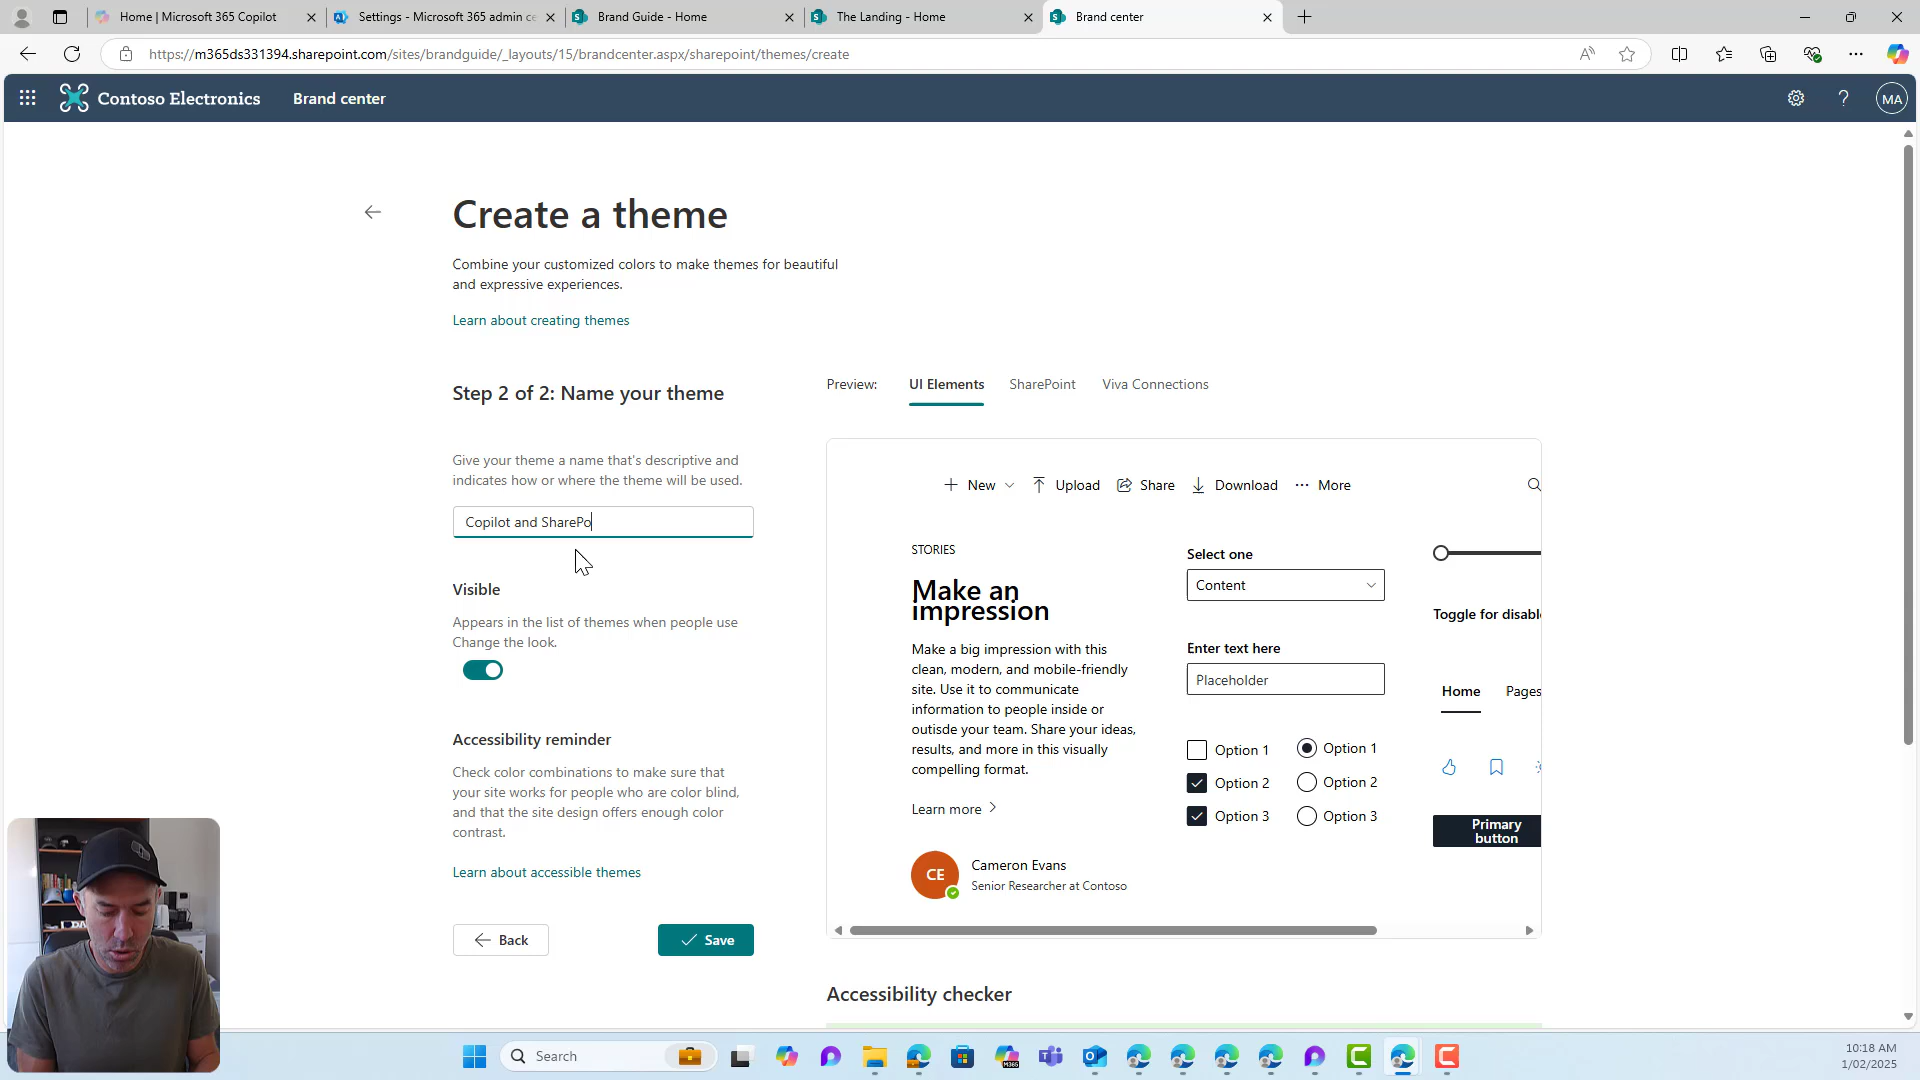 Home | Microsoft 365 Copilot
Settings - Microsoft 365 admin ce
Brand Guide - Home
The Landing - Home
Brand center
https://m365ds331394.sharepoint.com/sites/brandguide/_layouts/15/brandcenter.aspx/sharepoint/themes/create
Contoso Electronics
Brand center
MA
Create a theme
Combine your customized colors to make themes for beautiful
and expressive experiences.
Learn about creating themes
Step 2 of 2: Name your theme
Give your theme a name that's descriptive and
indicates how or where the theme will be used.
Copilot and SharePo
Visible
Appears in the list of themes when people use
Change the look.
Accessibility reminder
Check color combinations to make sure that
your site works for people who are color blind,
and that the site design offers enough color
contrast.
Learn about accessible themes
Back
Save
Preview:
UI Elements
SharePoint
Viva Connections
New
Upload
Share
Download
More
STORIES
Make an
impression
Make a big impression with this
clean, modern, and mobile-friendly
site. Use it to communicate
information to people inside or
outisde your team. Share your ideas,
results, and more in this visually
compelling format.
Learn more
CE
Cameron Evans
Senior Researcher at Contoso
Select one
Content
Enter text here
Placeholder
Option 1
Option 2
Option 3
Option 1
Option 2
Option 3
Toggle for disabl
Home
Pages
Primary
button
Accessibility checker
Search
M365
10:18 AM
1/02/2025